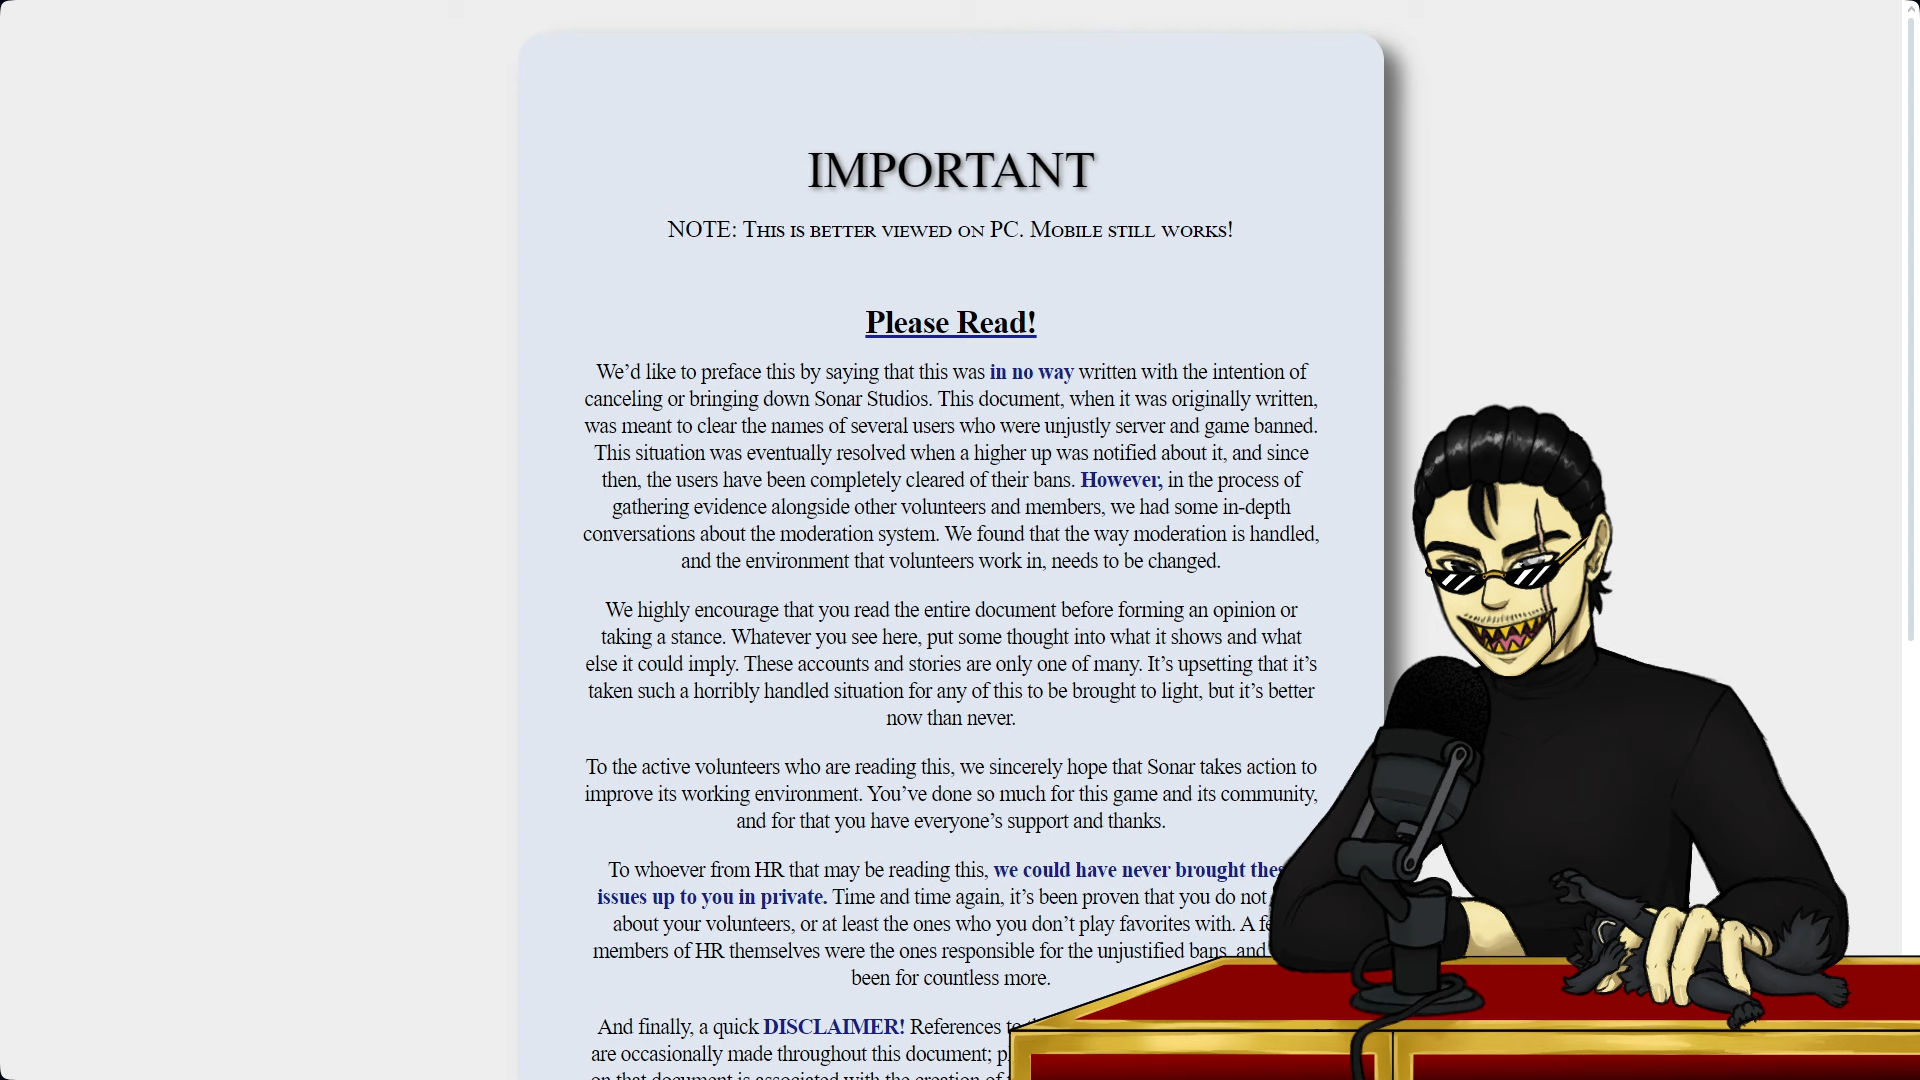 IMPORTANT
NOTE: This is better viewed on PC. Mobile still works!
Please Read!
We’d like to preface this by saying that this was in no way written with the intention of
canceling or bringing down Sonar Studios. This document, when it was originally written,
was meant to clear the names of several users who were unjustly server and game banned.
This situation was eventually resolved when a higher up was notified about it, and since
then, the users have been completely cleared of their bans. However, in the process of
gathering evidence alongside other volunteers and members, we had some in-depth
conversations about the moderation system. We found that the way moderation is handled,
and the environment that volunteers work in, needs to be changed.
We highly encourage that you read the entire document before forming an opinion or
taking a stance. Whatever you see here, put some thought into what it shows and what
else it could imply. These accounts and stories are only one of many. It’s upsetting that it’s
taken such a horribly handled situation for any of this to be brought to light, but it’s better
now than never.
To the active volunteers who are reading this, we sincerely hope that Sonar takes action to
improve its working environment. You’ve done so much for this game and its community,
and for that you have everyone’s support and thanks.
To whoever from HR that may be reading this, we could have never brought
issues up to you in private. Time and time again, it’s been proven that you do not
about your volunteers, or at least the ones who you don’t play favorites with. A
members of HR themselves were the ones responsible for the unjustified bans, and
been for countless more.
And finally, a quick DISCLAIMER! References
are occasionally made throughout this document;
on that document is associated with the creation of